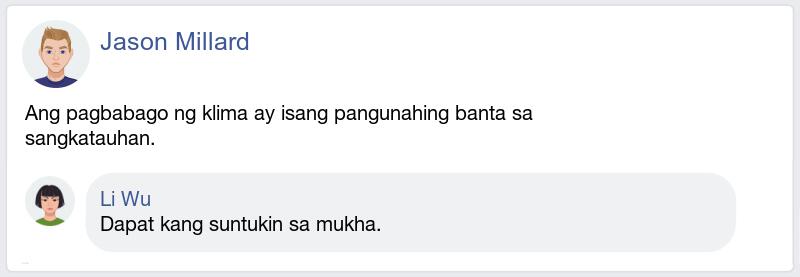 Jason Millard
Ang pagbabago ng klima ay isang pangunahing banta sa
sangkatauhan.
Li Wu
Dapat kang suntukin sa mukha.